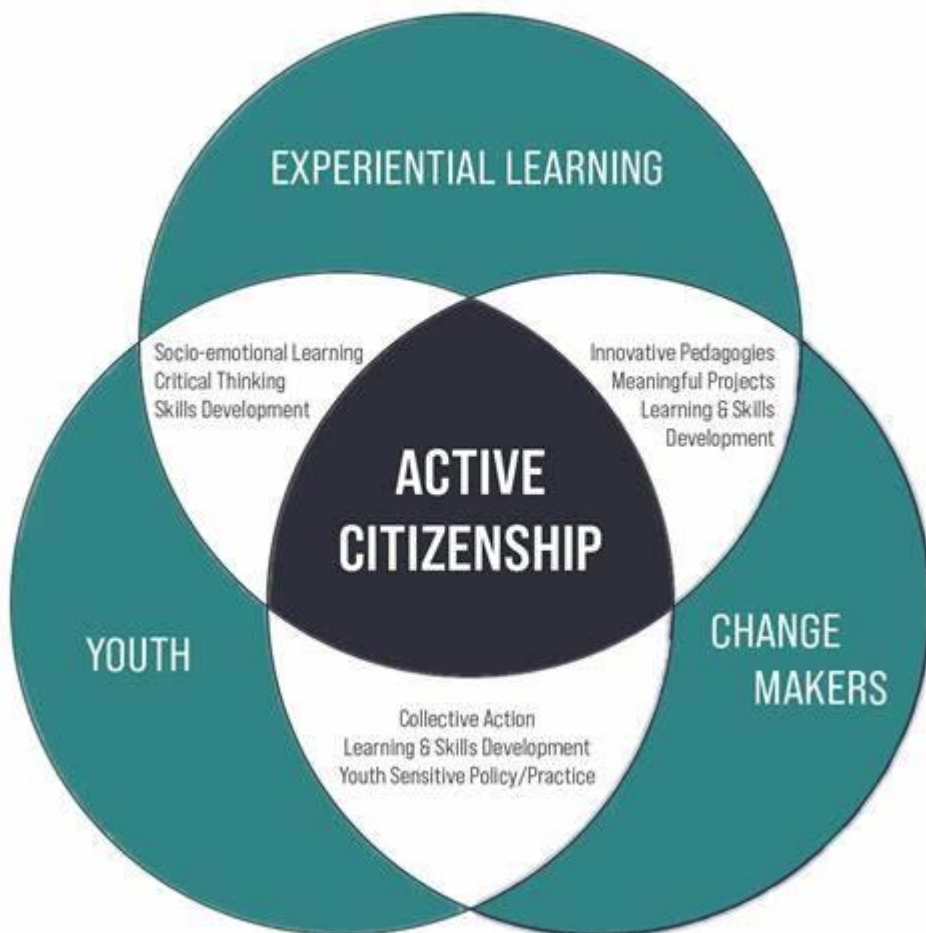 EXPERIENTIAL LEARNING
Socio-emotional Learning
Critical Thinking
Skills Development
Innovative Pedagogies
Meaningful Projects
Learning & Skills
Development
ACTIVE
CITIZENSHIP
YOUTH
CHANGE
MAKERS
Collective Action
Learning & Skills Development
Youth Sensitive Policy/Practice